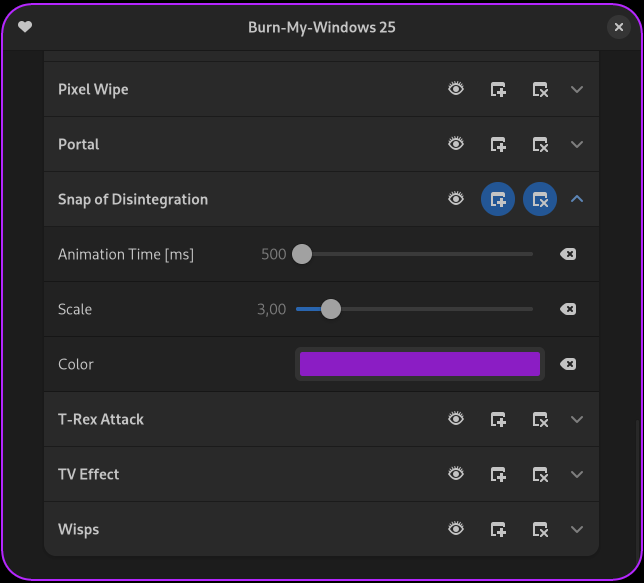 Burn-My-Windows 25
Pixel Wipe
Portal
Snap of Disintegration
Animation Time [ms] 500
Scale 3,00
Color
T-Rex Attack
TV Effect
Wisps